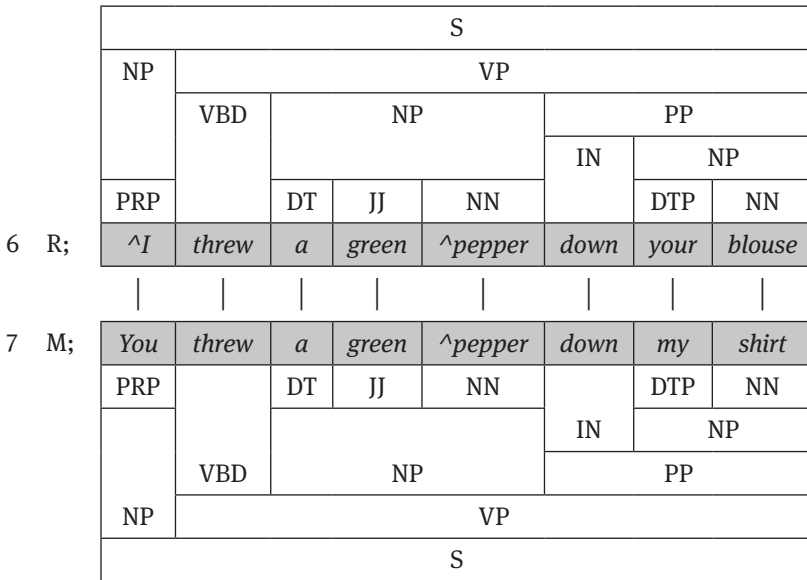 S
NP VP
VBD NP PP
IN NP
PRP DT JJ NN DTP NN
6 R; ^I threw a green ^pepper down your blouse
| | | | | | | |
7 M; You threw a green ^pepper down my shirt
PRP DT JJ NN DTP NN
IN NP
VBD NP PP
NP VP
S